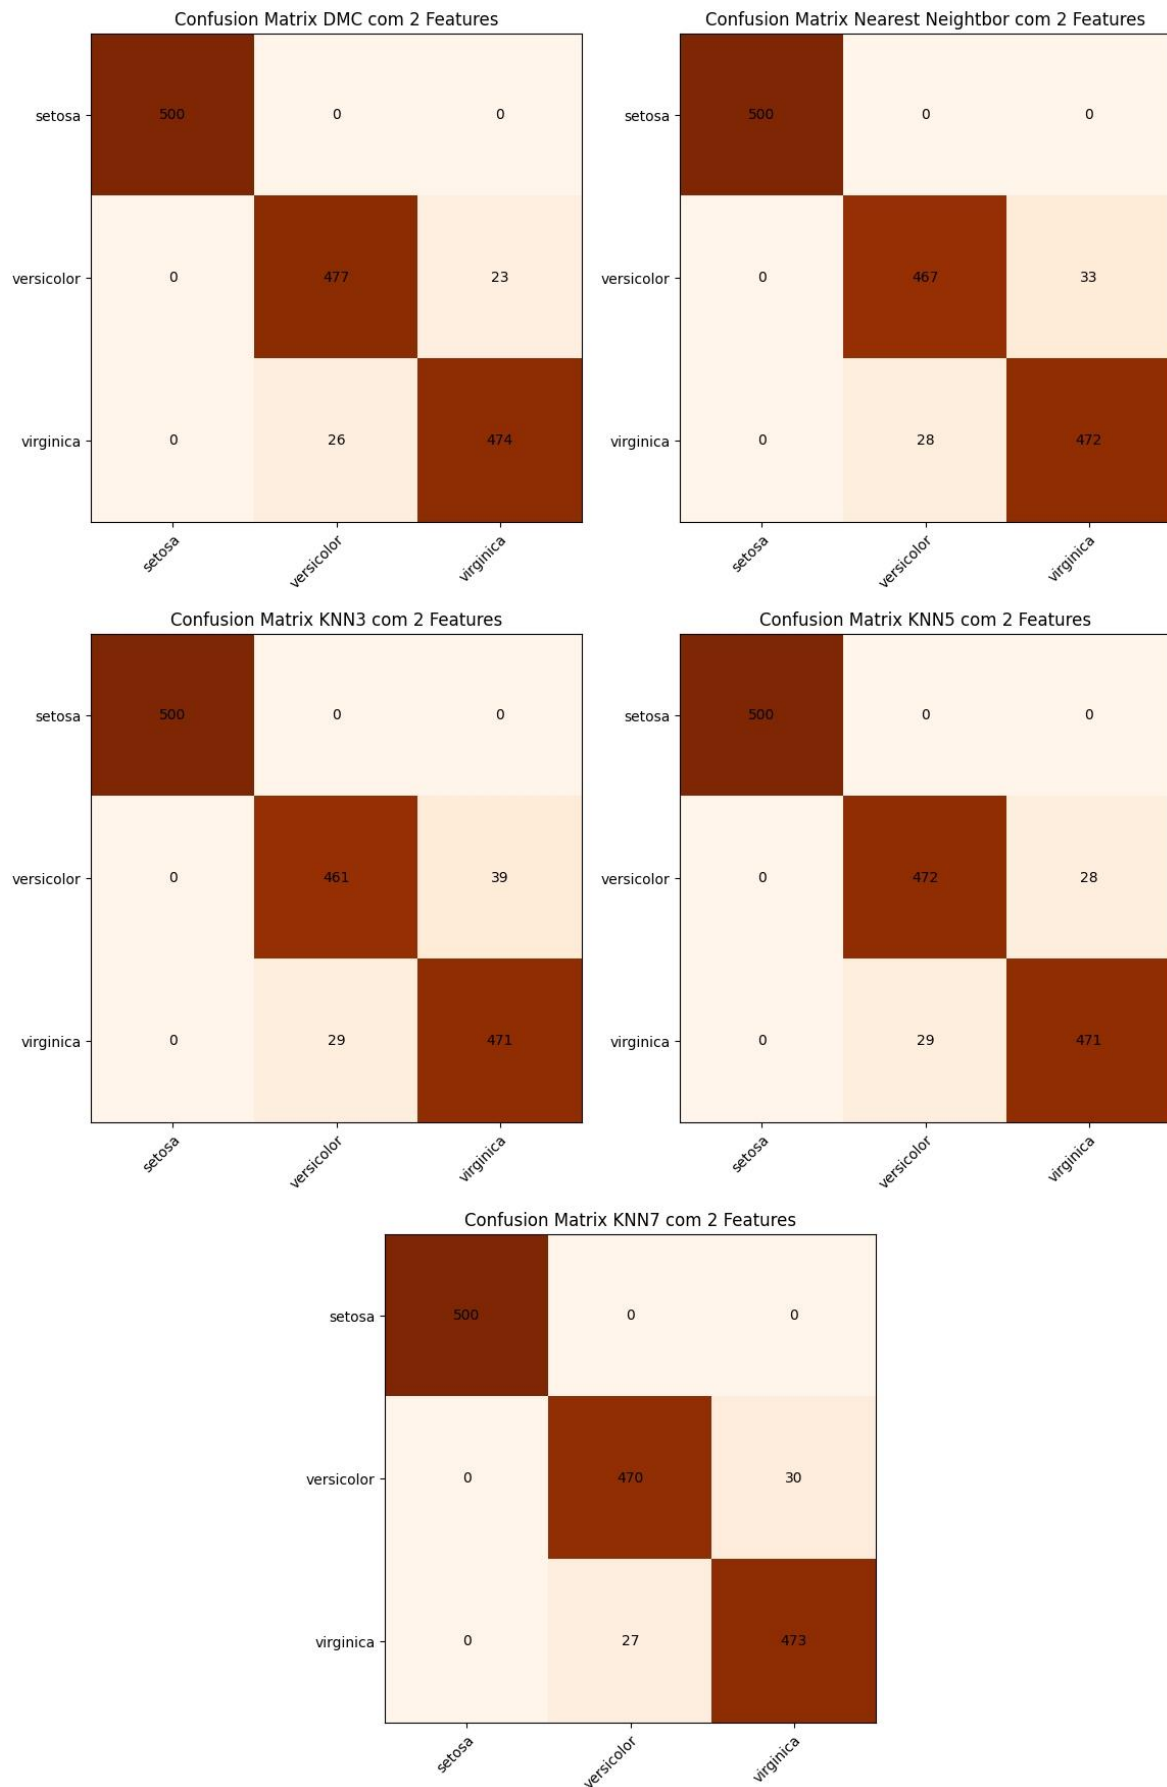 Confusion Matrix DMC com 2 Features
setosa 500 0 0
versicolor 0 477 23
virginica 0 26 474
setosa versicolor virginica
Confusion Matrix Nearest Neightbor com 2 Features
setosa 500 0 0
versicolor 0 467 33
virginica 0 28 472
setosa versicolor virginica
Confusion Matrix KNN3 com 2 Features
setosa 500 0 0
versicolor 0 461 39
virginica 0 29 471
setosa versicolor virginica
Confusion Matrix KNN5 com 2 Features
setosa 500 0 0
versicolor 0 472 28
virginica 0 29 471
setosa versicolor virginica
Confusion Matrix KNN7 com 2 Features
setosa 500 0 0
versicolor 0 470 30
virginica 0 27 473
setosa versicolor virginica